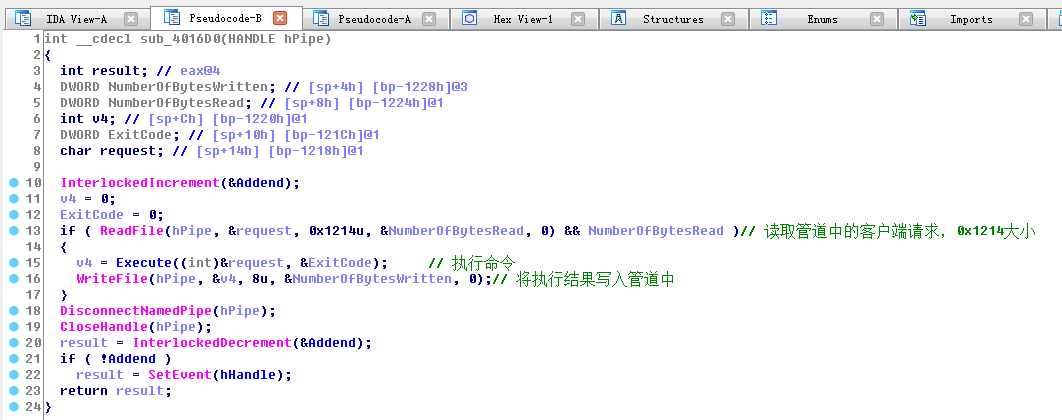 IDA View-A Pseudocode-B Pseudocode-A Hex View-1 Structures Enums Imports
1 int __cdecl sub_4016D0(HANDLE hPipe)
2 {
3 int result; // eax@4
4 DWORD NumberOfBytesWritten; // [sp+4h] [bp-1228h]@3
5 DWORD NumberOfBytesRead; // [sp+8h] [bp-1224h]@1
6 int v4; // [sp+Ch] [bp-1220h]@1
7 DWORD ExitCode; // [sp+10h] [bp-121Ch]@1
8 char request; // [sp+14h] [bp-1218h]@1
9
10 InterlockedIncrement(&Addend);
11 v4 = 0;
12 ExitCode = 0;
13 if ( ReadFile(hPipe, &request, 0x1214u, &NumberOfBytesRead, 0) && NumberOfBytesRead )// 读取管道中的客户端请求，0x1214大小
14 {
15 v4 = Execute((int)&request, &ExitCode); // 执行命令
16 WriteFile(hPipe, &v4, 8u, &NumberOfBytesWritten, 0);// 将执行结果写入管道中
17 }
18 DisconnectNamedPipe(hPipe);
19 CloseHandle(hPipe);
20 result = InterlockedDecrement(&Addend);
21 if ( !Addend )
22 result = SetEvent(hHandle);
23 return result;
24 }